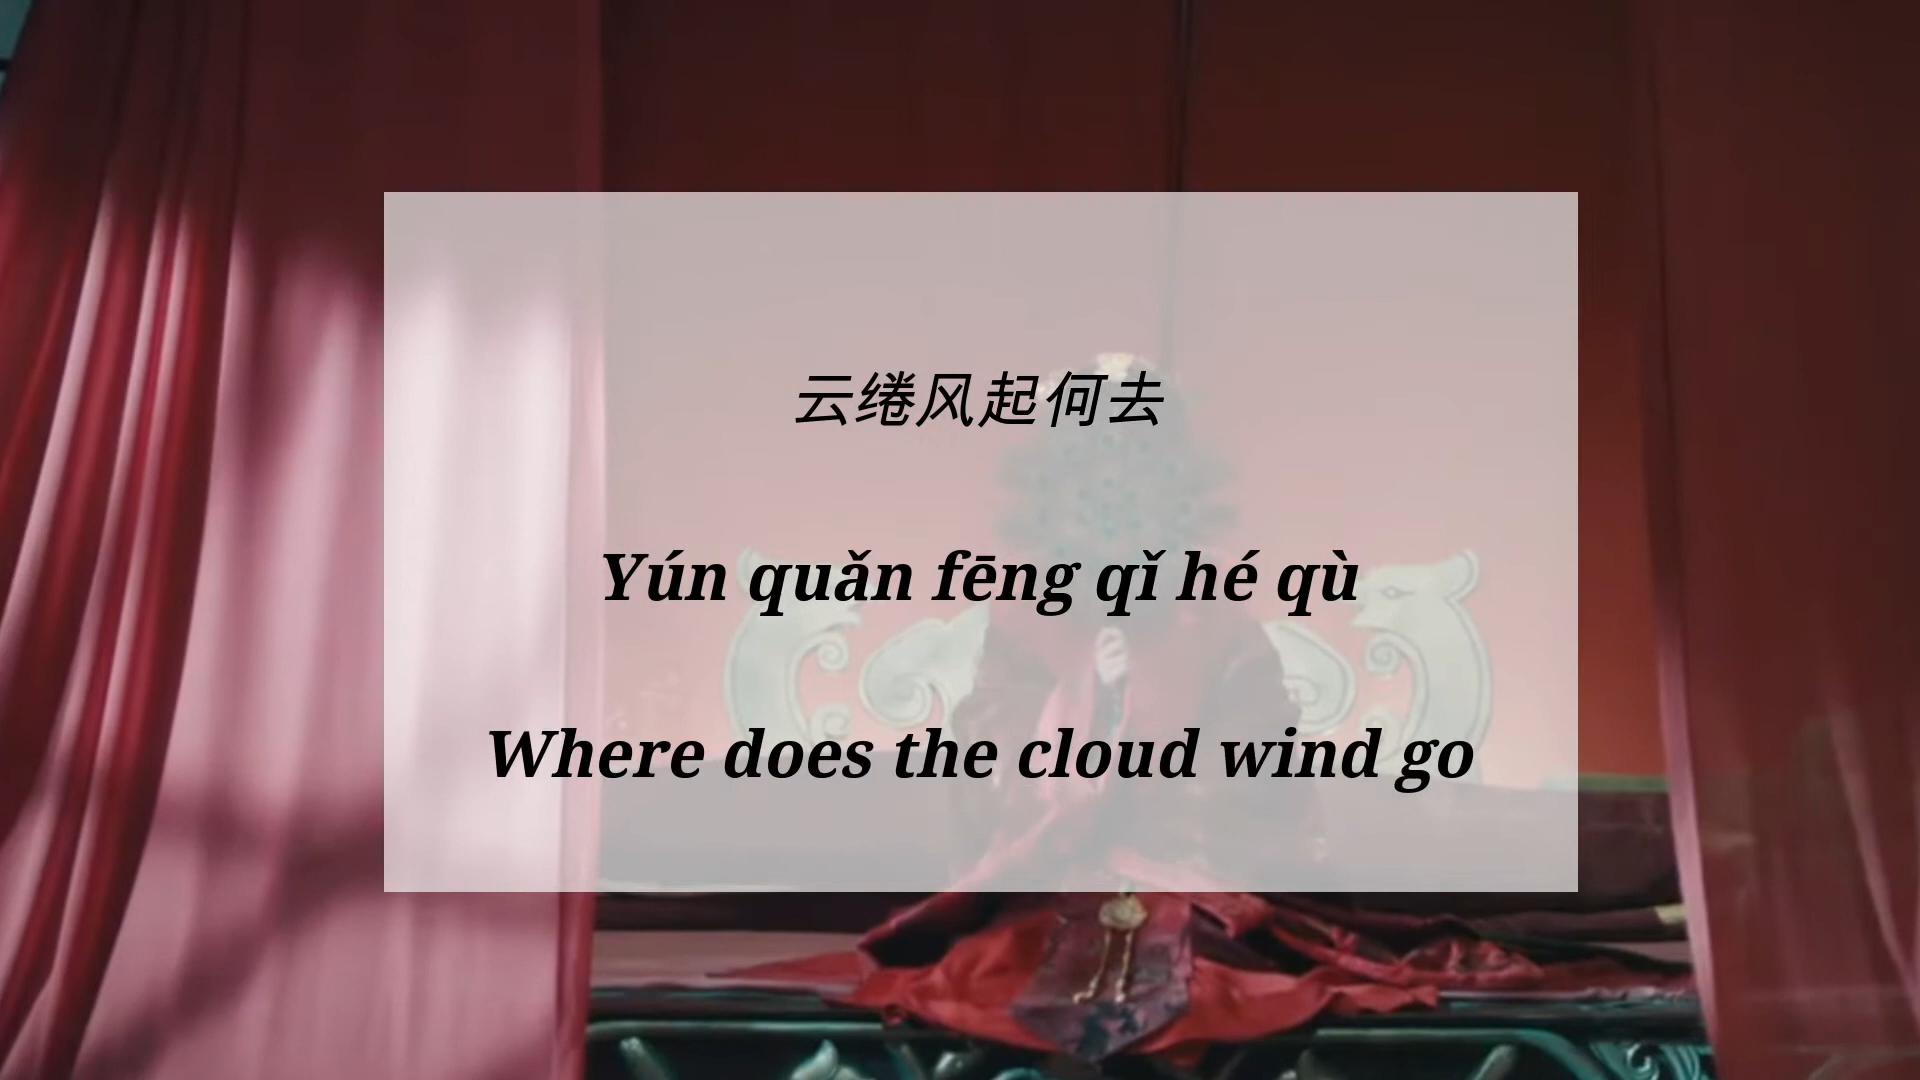 云绻风起何去
Yún quǎn fēng qǐ hé qù
Where does the cloud wind go